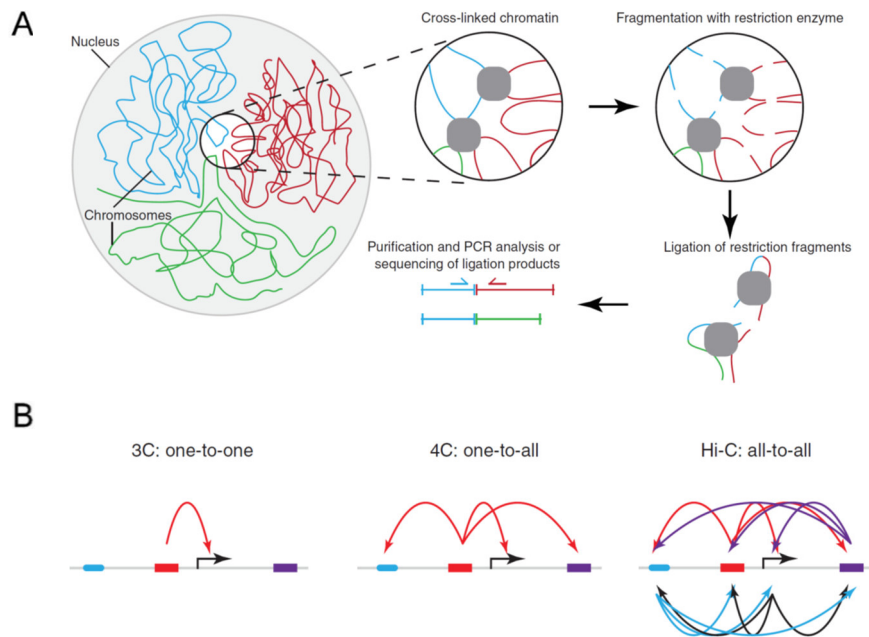 A
Nucleus
Chromosomes
Cross-linked chromatin
Fragmentation with restriction enzyme
Ligation of restriction fragments
Purification and PCR analysis or
sequencing of ligation products
B
3C: one-to-one
4C: one-to-all
Hi-C: all-to-all